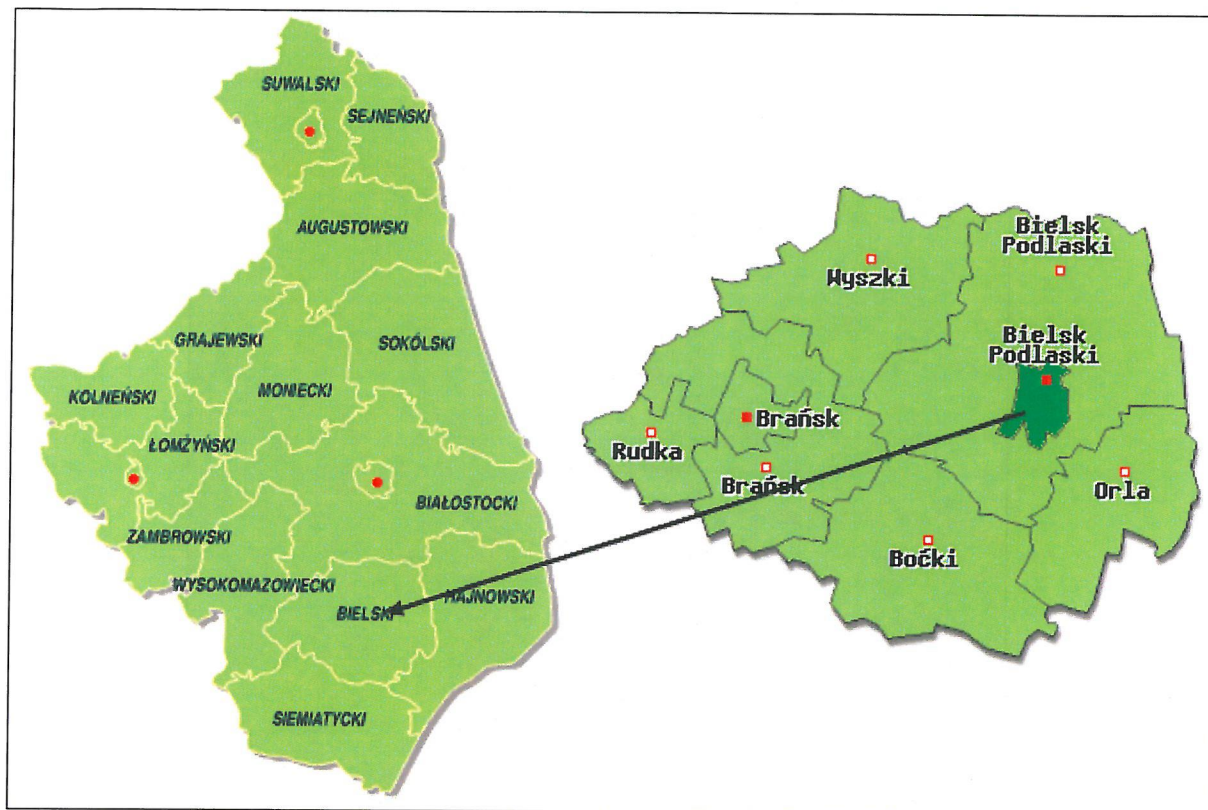 SUWALSKI
SEJNEŃSKI
AUGUSTOWSKI
GRAJEWSKI
SOKÓLSKI
KOLNEŃSKI
MONIECKI
ŁOMŻYŃSKI
BIAŁOSTOCKI
ZAMBROWSKI
WYSOKOMAZOWIECKI
HAJNOWSKI
BIELSKI
SIEMIATYCKI
Bielsk
Podlaski
Wyszki
Bielsk
Podlaski
Brańsk
Rudka
Brańsk
Orla
Boćki